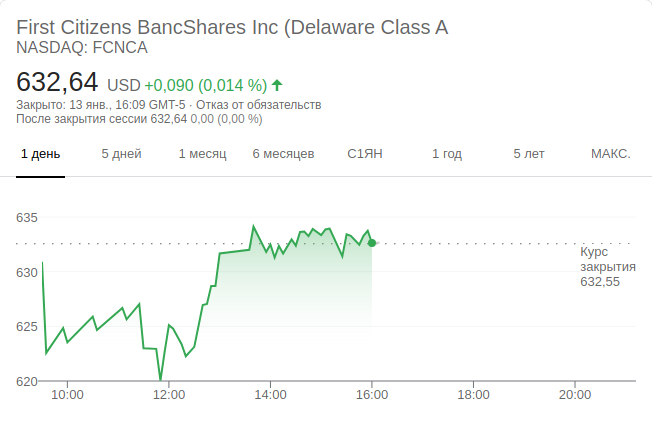 First Citizens BancShares Inc (Delaware Class A
NASDAQ: FCNCA
632,64 USD +0,090 (0,014 %)
Закрыто: 13 янв., 16:09 GMT-5 · Отказ от обязательств
После закрытия сессии 632,64 0,00 (0,00 %)
1 день 5 дней 1 месяц 6 месяцев С1ЯН 1 год 5 лет МАКС.
635
Курс
закрытия
632,55
630
625
620
10:00 12:00 14:00 16:00 18:00 20:00